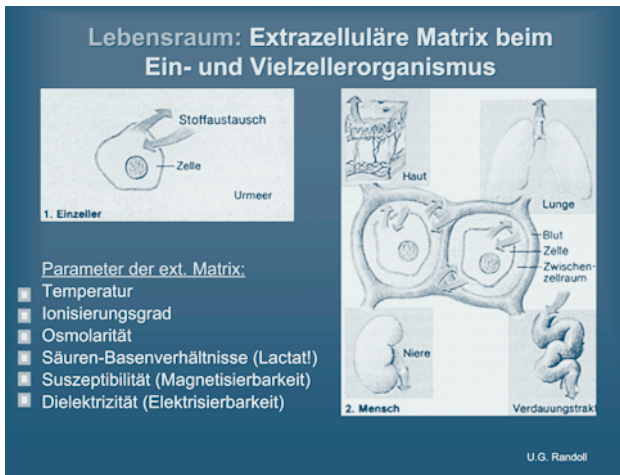 Lebensraum: Extrazelluläre Matrix beim
Ein- und Vielzellerorganismus
Stoffaustausch
Zelle
Urmeer
1. Einzeller
Parameter der ext. Matrix:
Temperatur
Ionisierungsgrad
Osmolarität
Säuren-Basenverhältnisse (Lactat!)
Suszeptibilität (Magnetisierbarkeit)
Dielektrizität (Elektrisierbarkeit)
Haut
Lunge
Blut
Zelle
Zwischen-
zellraum
Niere
2. Mensch
Verdauungstrakt
U.G. Randoll